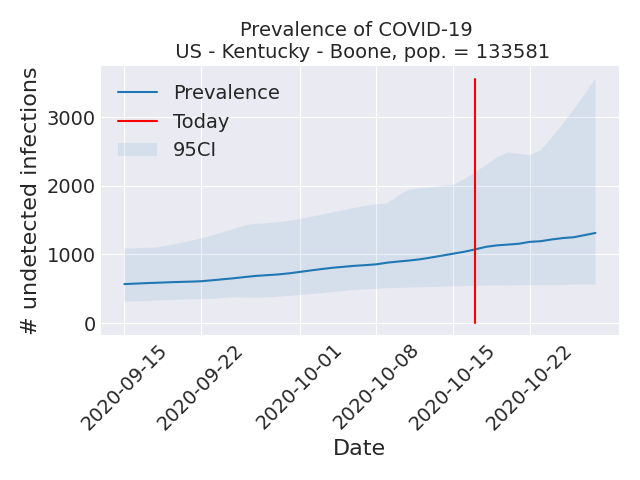 Prevalence of COVID-19
US - Kentucky - Boone, pop. = 133581
# undetected infections
3000
2000
1000
0
Prevalence
Today
95CI
2020-09-15
2020-09-22
2020-10-01
2020-10-08
2020-10-15
2020-10-22
Date